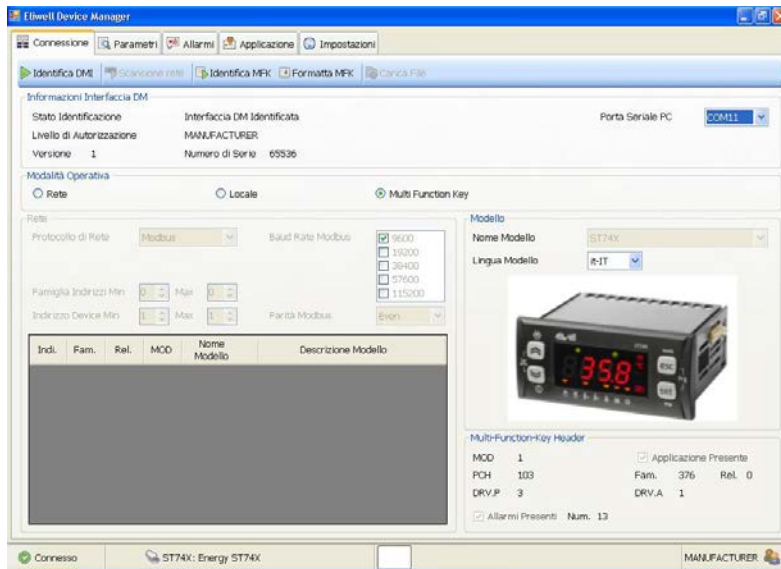 Eliwell Device Manager
Connessione Parametri Allarmi Applicazione Impostazioni
Identifica DMI Scansione rete Identifica MFK Formatta MFK Carica File
Informazioni Interfaccia DM
Stato Identificazione Interfaccia DM Identificata Porta Seriale PC COM11
Livello di Autorizzazione MANUFACTURER
Versione 1 Numero di Serie 65536
Modalità Operativa
Rete Locale Multi Function Key
Rete
Protocollo di Rete Modbus Baud Rate Modbus 9600
19200
38400
57600
115200
Famiglia Indirizzi Min 0 Max 0
Indirizzo Device Min 1 Max 1 Parità Modbus Even
Indi. Fam. Rel. MOD Nome Modello Descrizione Modello
Modello
Nome Modello ST74X
Lingua Modello it-IT
eliwell
35.8
esc
set
Multi-Function-Key Header
MOD 1 Applicazione Presente
PCH 103 Fam. 376 Rel. 0
DRV.P 3 DRV.A 1
Allarmi Presenti Num. 13
Connesso ST74X: Energy ST74X MANUFACTURER